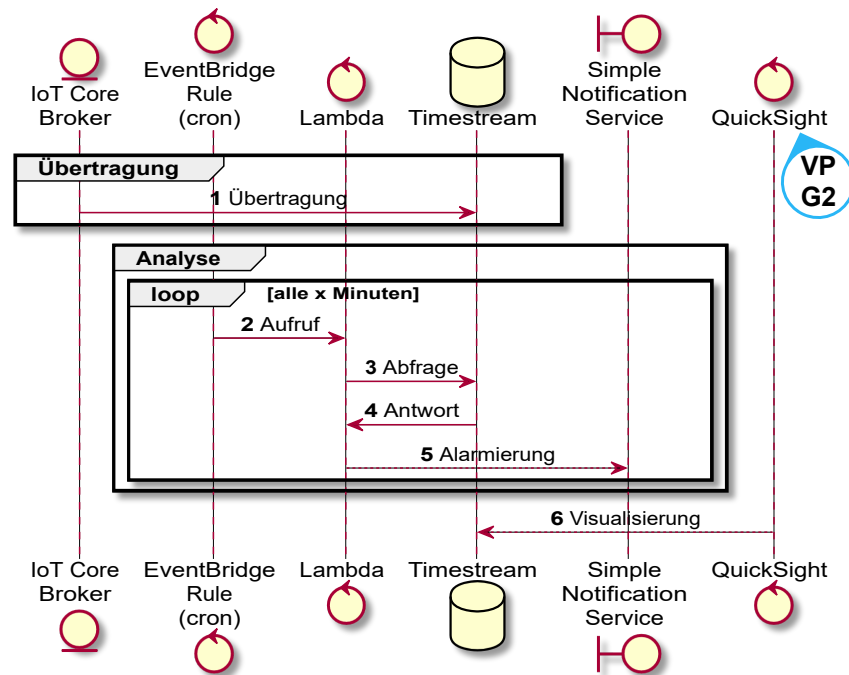 IoT Core
Broker
EventBridge
Rule
(cron)
Lambda
Timestream
Simple
Notification
Service
QuickSight
VP
G2
Übertragung
1 Übertragung
Analyse
loop
[alle x Minuten]
2 Aufruf
3 Abfrage
4 Antwort
5 Alarmierung
6 Visualisierung
IoT Core
Broker
EventBridge
Rule
(cron)
Lambda
Timestream
Simple
Notification
Service
QuickSight